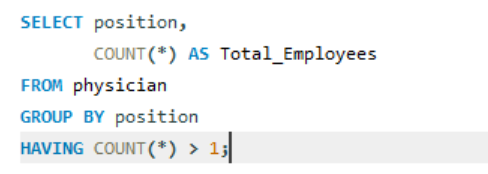 SELECT position,
COUNT(*) AS Total_Employees
FROM physician
GROUP BY position
HAVING COUNT(*) > 1;